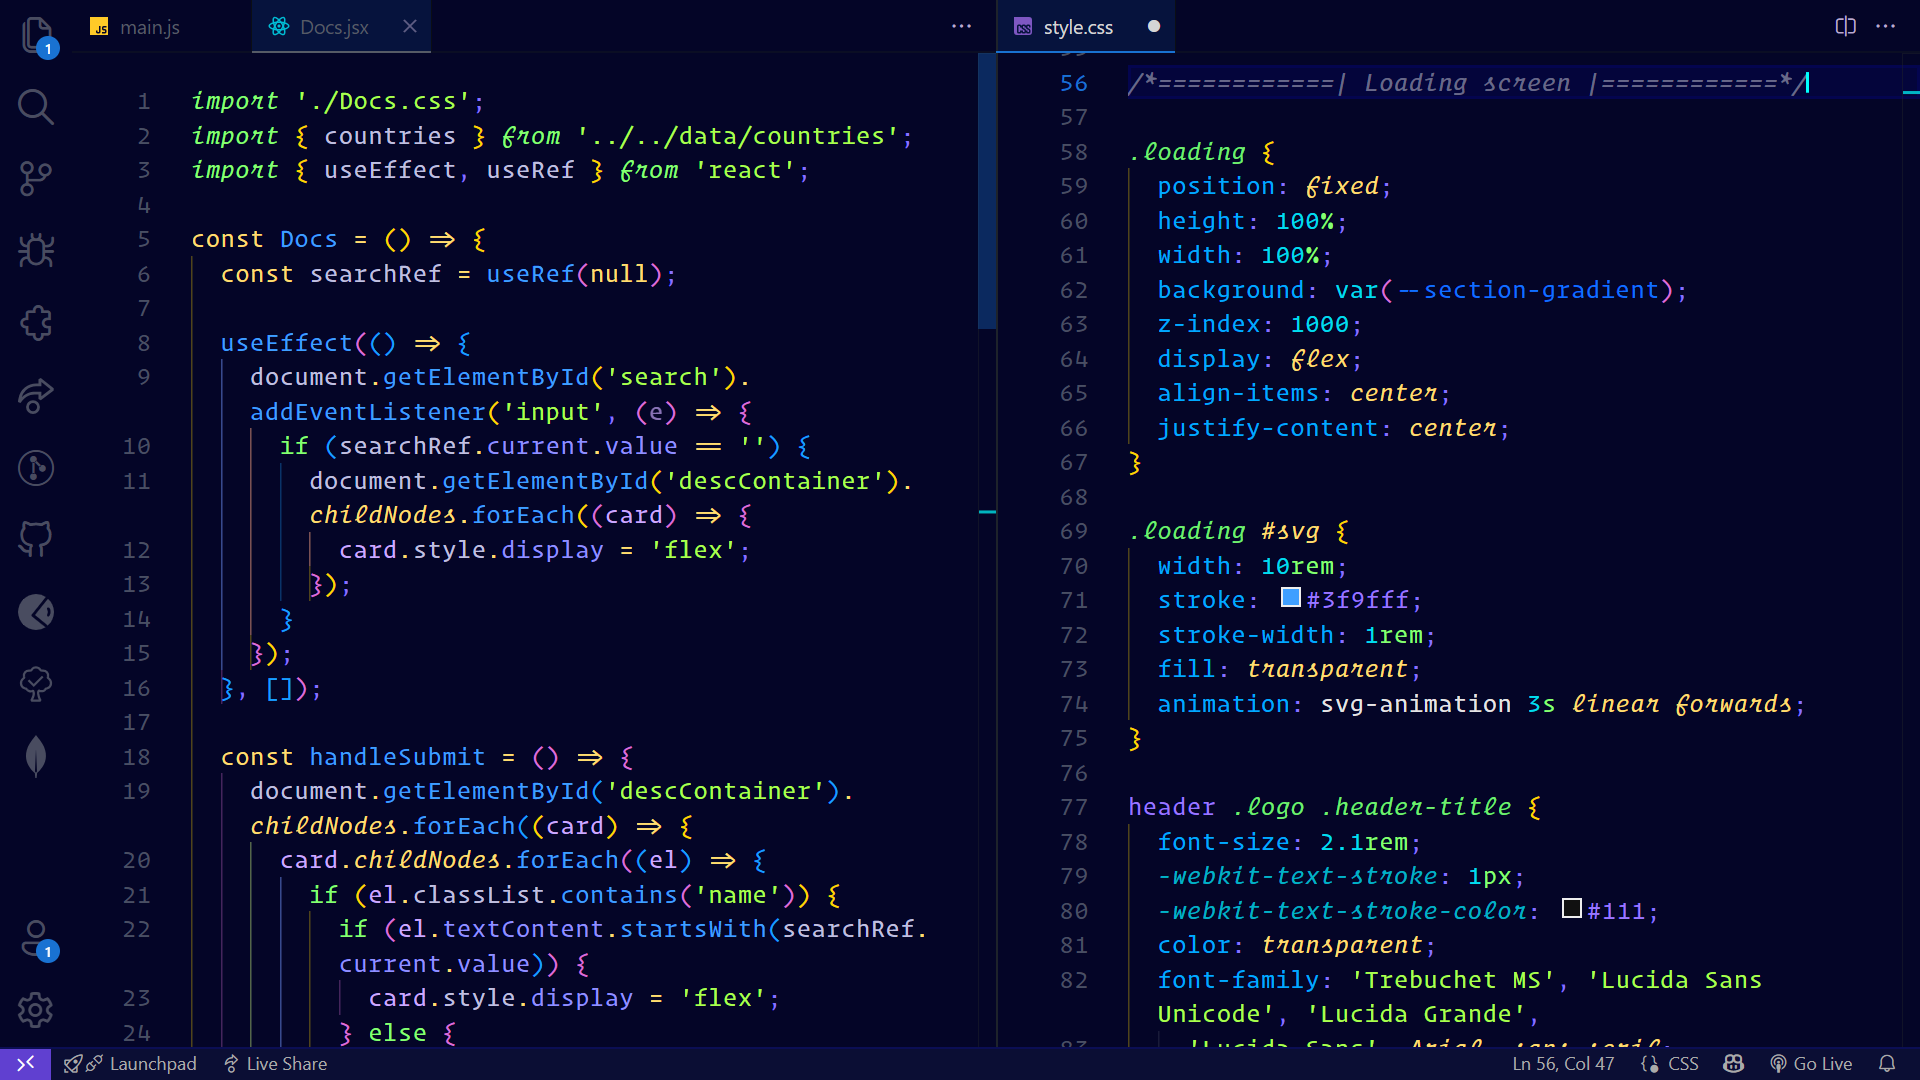 main.js
Docs.jsx
1 import './Docs.css';
2 import { countries } from '../../data/countries';
3 import { useEffect, useRef } from 'react';
4
5 const Docs = () => {
6 const searchRef = useRef(null);
7
8 useEffect(() => {
9 document.getElementById('search').
addEventListener('input', (e) => {
10 if (searchRef.current.value == '') {
11 document.getElementById('descContainer').
childNodes.forEach((card) => {
12 card.style.display = 'flex';
13 });
14 }
15 });
16 }, []);
17
18 const handleSubmit = () => {
19 document.getElementById('descContainer').
childNodes.forEach((card) => {
20 card.childNodes.forEach((el) => {
21 if (el.classList.contains('name')) {
22 if (el.textContent.startsWith(searchRef.
current.value)) {
23 card.style.display = 'flex';
24 } else {
style.css
56 /*============| Loading screen |============*/
57
58 .loading {
59 position: fixed;
60 height: 100%;
61 width: 100%;
62 background: var(--section-gradient);
63 z-index: 1000;
64 display: flex;
65 align-items: center;
66 justify-content: center;
67 }
68
69 .loading #svg {
70 width: 10rem;
71 stroke: #3f9fff;
72 stroke-width: 1rem;
73 fill: transparent;
74 animation: svg-animation 3s linear forwards;
75 }
76
77 header .logo .header-title {
78 font-size: 2.1rem;
79 -webkit-text-stroke: 1px;
80 -webkit-text-stroke-color: #111;
81 color: transparent;
82 font-family: 'Trebuchet MS', 'Lucida Sans
Unicode', 'Lucida Grande',
83 'Lucida Sans', Arial, sans-serif;
1
1
Launchpad
Live Share
Ln 56, Col 47
CSS
Go Live